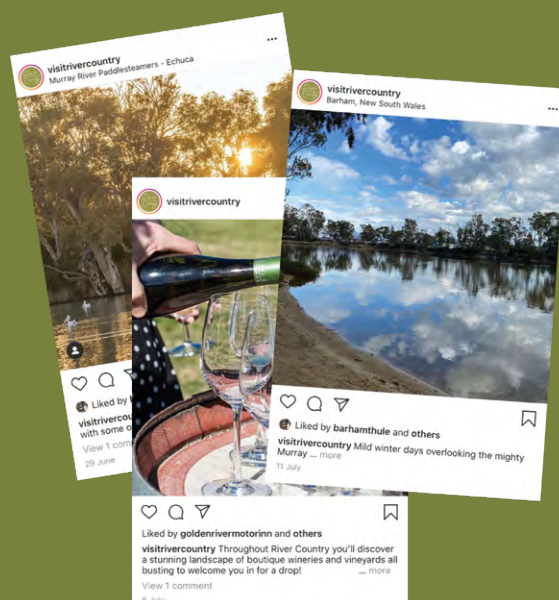 visitrivercountry
Murray River Paddlesteamers - Echuca
Liked by
with some o
View 1 com
29 June
visitrivercountry
Barham, New South Wales
Liked by barhamthule and others
visitrivercountry Mild winter days overlooking the mighty
Murray ... more
11 July
visitrivercountry
Liked by goldenrivermotorinn and others
visitrivercountry Throughout River Country you'll discover
a stunning landscape of boutique wineries and vineyards all
busting to welcome you in for a drop! ... more
View 1 comment